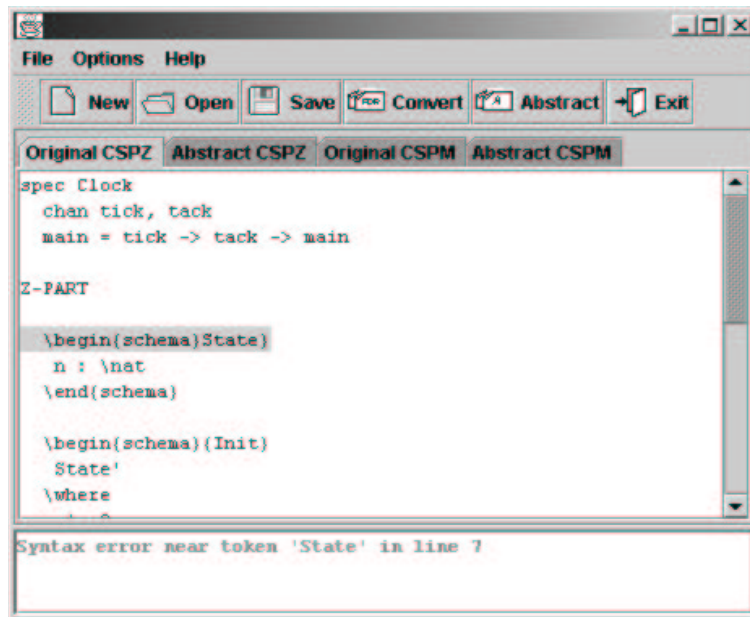 File Options Help
New Open Save FDR Convert A Abstract Exit
Original CSPZ Abstract CSPZ Original CSPM Abstract CSPM
spec Clock
chan tick, tack
main = tick -> tack -> main
Z-PART
\begin{schema}State}
n : \nat
\end{schema}
\begin{schema}{Init}
State'
\where
Syntax error near token 'State' in line 7